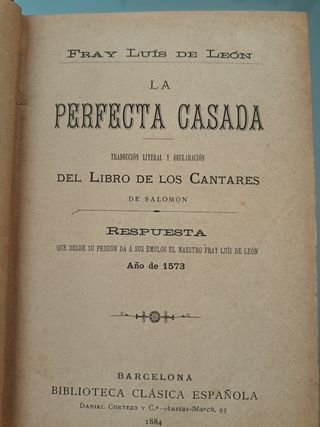 FRAY LUÍS DE LEÓN
LA
PERFECTA CASADA
TRADUCCIÓN LITERAL Y DECLARACIÓN
DEL LIBRO DE LOS CANTARES
DE SALOMÓN
RESPUESTA
QUE DESDE SU PRISIÓN DA Á SUS ÉMULOS EL MAESTRO FRAY LUÍS DE LEÓN
Año de 1573
BARCELONA
BIBLIOTECA CLÁSICA ESPAÑOLA
DANIEL CORTEZO Y C.ª-Ausias-March, 95
1884